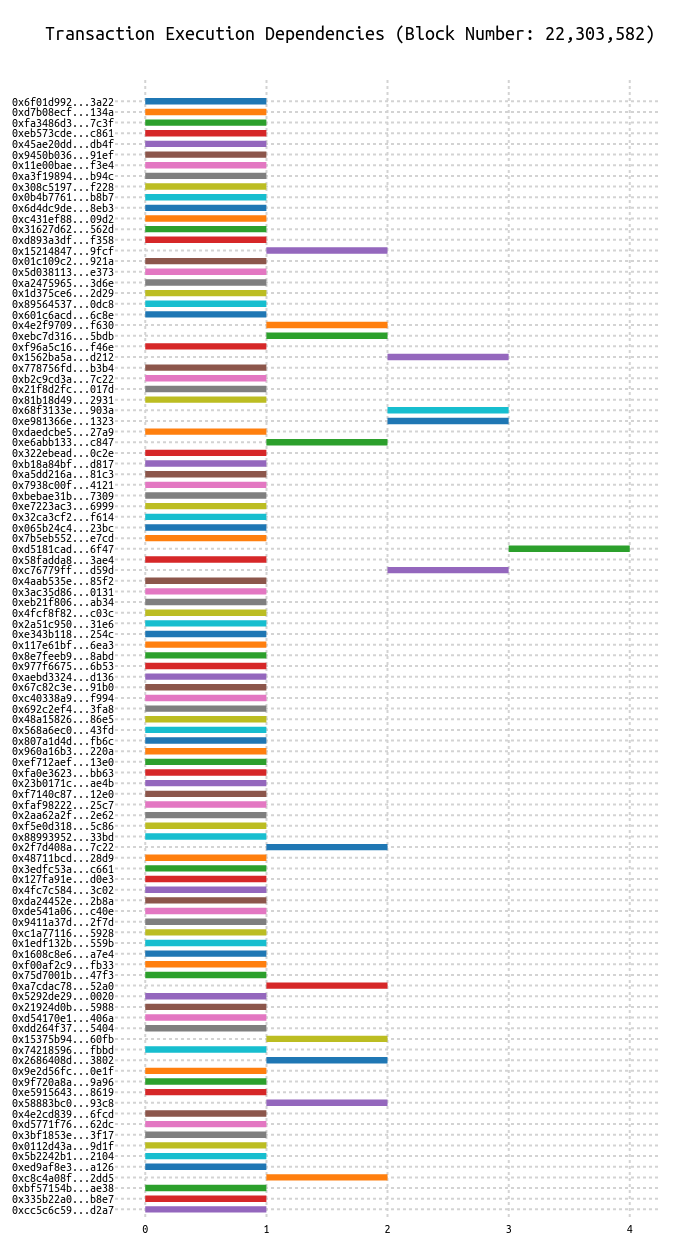 Transaction Execution Dependencies (Block Number: 22,303,582)
0x6f01d992...3a22
0xd7b08ecf...134a
0xfa3486d3...7c3f
0xeb573cde...c861
0x45ae20dd...db4f
0x9450b036...91ef
0x11e00bae...f3e4
0xa3f19894...b94c
0x308c5197...f228
0x0b4b7761...b8b7
0x6d4dc9de...8eb3
0xc431ef88...09d2
0x31627d62...562d
0xd893a3df...f358
0x15214847...9fcf
0x01c109c2...921a
0x5d038113...e373
0xa2475965...3d6e
0x1d375ce6...2d29
0x89564537...0dc8
0x601c6acd...6c8e
0x4e2f9709...f630
0xebc7d316...5bdb
0xf96a5c16...f46e
0x1562ba5a...d212
0x778756fd...b3b4
0xb2c9cd3a...7c22
0x21f8d2fc...017d
0x81b18d49...2931
0x68f3133e...903a
0xe981366e...1323
0xdaedcbe5...27a9
0xe6abb133...c847
0x322ebead...0c2e
0xb18a84bf...d817
0xa5dd216a...81c3
0x7938c00f...4121
0xbebae31b...7309
0xe7223ac3...6999
0x32ca3cf2...f614
0x065b24c4...23bc
0x7b5eb552...e7cd
0xd5181cad...6f47
0x58fadda8...3ae4
0xc76779ff...d59d
0x4aab535e...85f2
0x3ac35d86...0131
0xeb21f806...ab34
0x4fcf8f82...c03c
0x2a51c950...31e6
0xe343b118...254c
0x117e61bf...6ea3
0x8e7feeb9...8abd
0x977f6675...6b53
0xaebd3324...d136
0x67c82c3e...91b0
0xc40338a9...f994
0x692c2ef4...3fa8
0x48a15826...86e5
0x568a6ec0...43fd
0x807a1d4d...fb6c
0x960a16b3...220a
0xef712aef...13e0
0xfa0e3623...bb63
0x23b0171c...ae4b
0xf7140c87...12e0
0xfaf98222...25c7
0x2aa62a2f...2e62
0xf5e0d318...5c86
0x88993952...33bd
0x2f7d408a...7c22
0x48711bcd...28d9
0x3edfc53a...c661
0x127fa91e...d0e3
0x4fc7c584...3c02
0xda24452e...2b8a
0xde541a06...c40e
0x9411a37d...2f7d
0xc1a77116...5928
0x1edf132b...559b
0x1608c8e6...a7e4
0xf00af2c9...fb33
0x75d7001b...47f3
0xa7cdac78...52a0
0x5292de29...0020
0x21924d0b...5988
0xd54170e1...406a
0xdd264f37...5404
0x15375b94...60fb
0x74218596...fbbd
0x2686408d...3802
0x9e2d56fc...0e1f
0x9f720a8a...9a96
0xe5915643...8619
0x58883bc0...93c8
0x4e2cd839...6fcd
0xd5771f76...62dc
0x3bf1853e...3f17
0x0112d43a...9d1f
0x5b2242b1...2104
0xed9af8e3...a126
0xc8c4a08f...2dd5
0xbf57154b...ae38
0x335b22a0...b8e7
0xcc5c6c59...d2a7
0 1 2 3 4